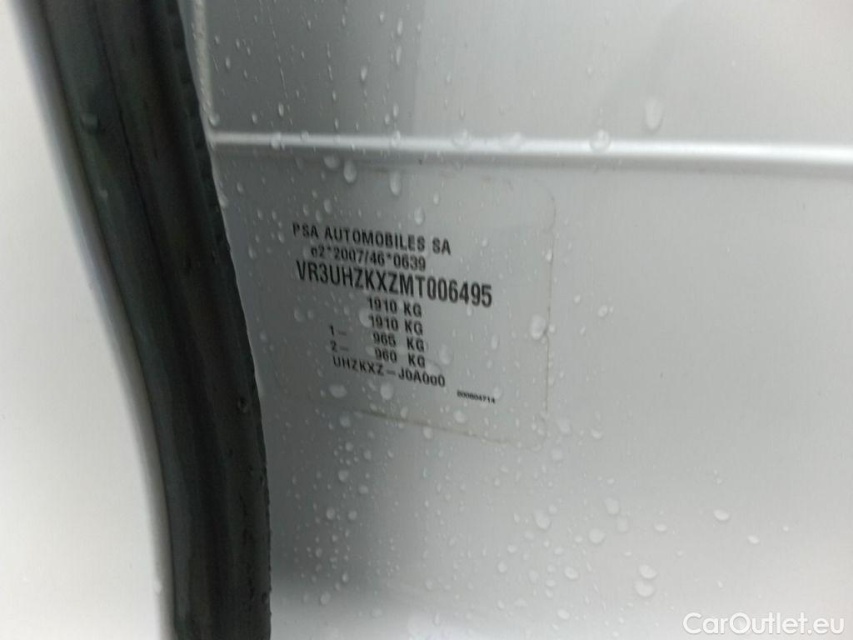 PSA AUTOMOBILES SA
e2*2007/46*0639
VR3UHZKXZMT006495
1910 KG
1910 KG
1- 965 KG
2- 960 KG
UHZKXZ-J0A000
CarOutlet.eu